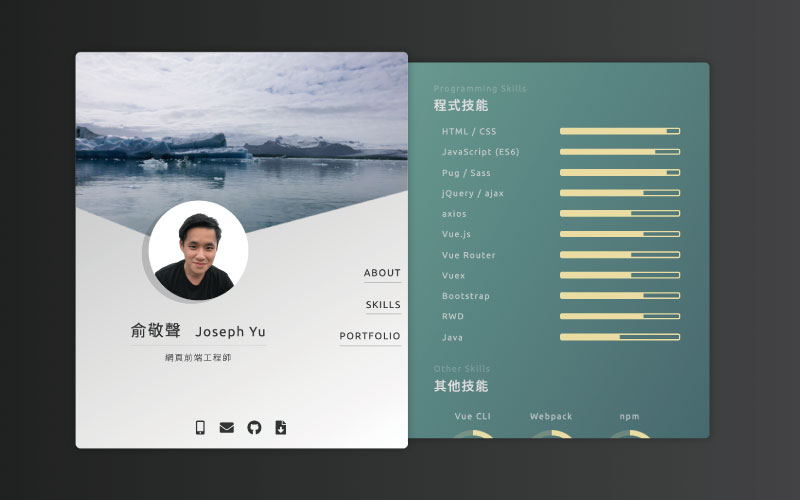 俞敬聲 Joseph Yu
網頁前端工程師
ABOUT
SKILLS
PORTFOLIO
Programming Skills
程式技能
HTML / CSS
JavaScript (ES6)
Pug / Sass
jQuery / ajax
axios
Vue.js
Vue Router
Vuex
Bootstrap
RWD
Java
Other Skills
其他技能
Vue CLI Webpack npm